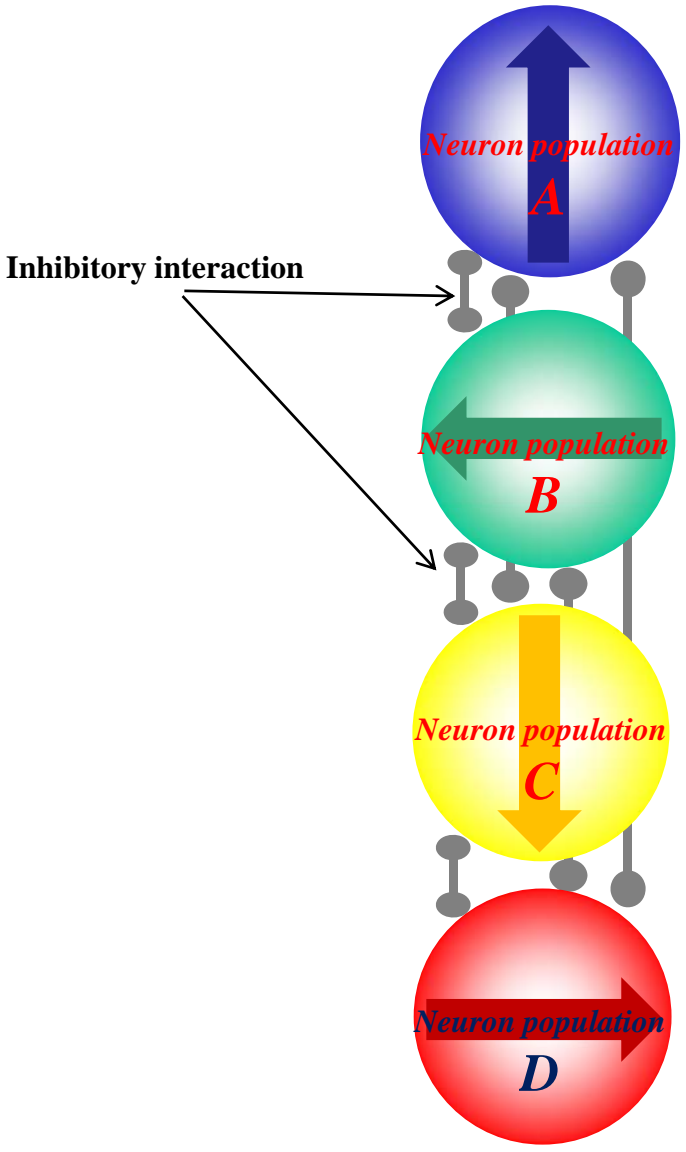 Neuron population
A
Inhibitory interaction
Neuron population
B
Neuron population
C
Neuron population
D